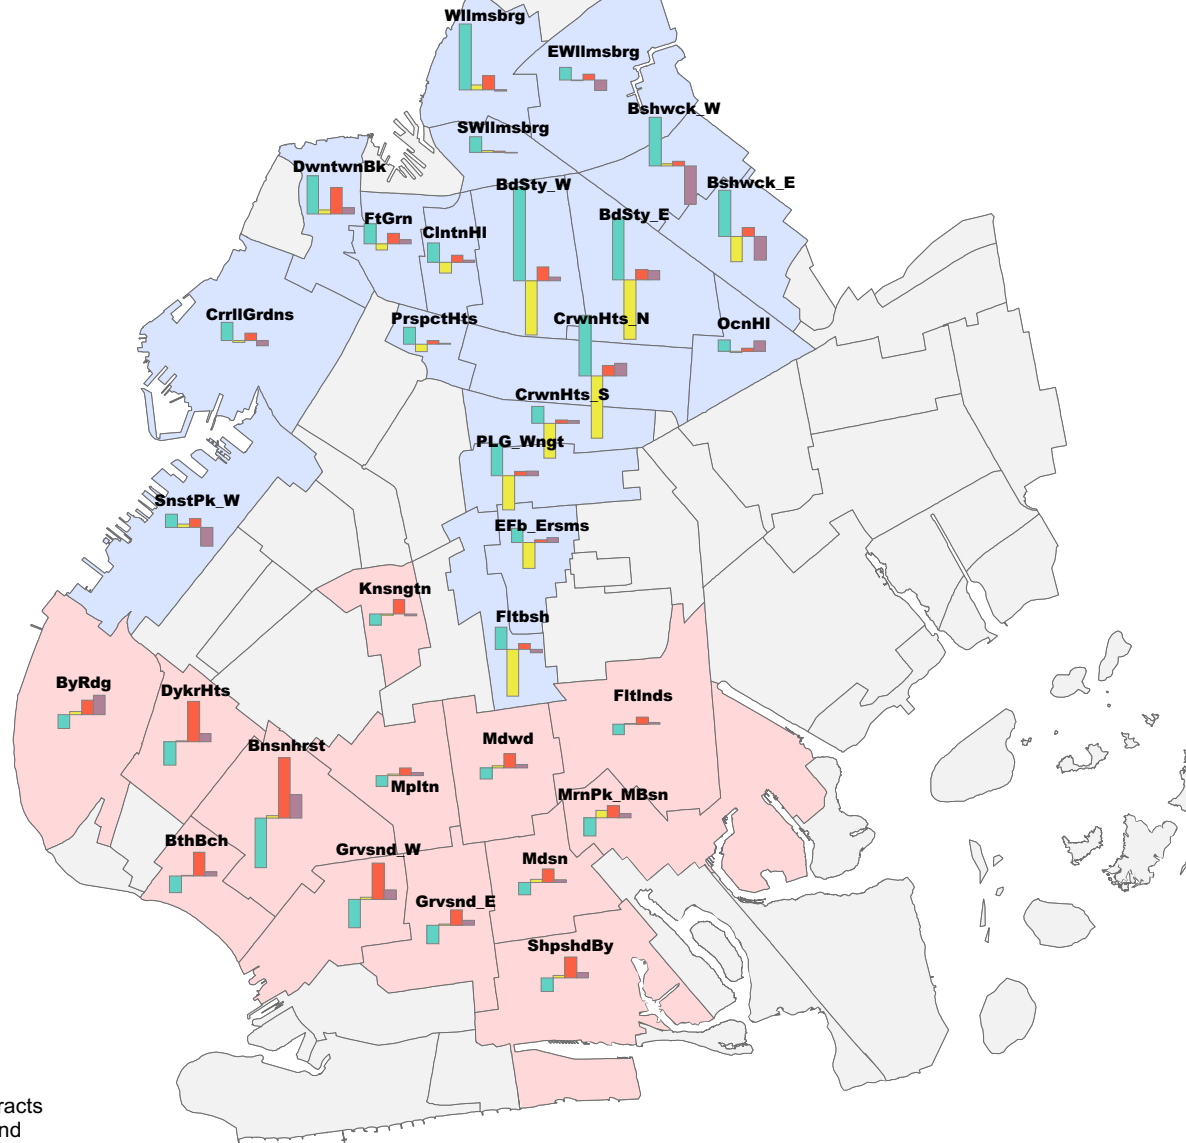 Wllmsbrg
EWllmsbrg
Bshwck_W
SWllmsbrg
DwntwnBk
BdSty_W
Bshwck_E
FtGrn
BdSty_E
ClntnHl
CrrllGrdns
PrspctHts
CrwnHts_N
OcnHl
CrwnHts_S
PLG_Wngt
SnstPk_W
EFb_Ersms
Knsngtn
Fltbsh
ByRdg
DykrHts
Fltlnds
Bnsnhrst
Mdwd
Mpltn
MrnPk_MBsn
BthBch
Grvsnd_W
Mdsn
Grvsnd_E
ShpshdBy
racts
nd